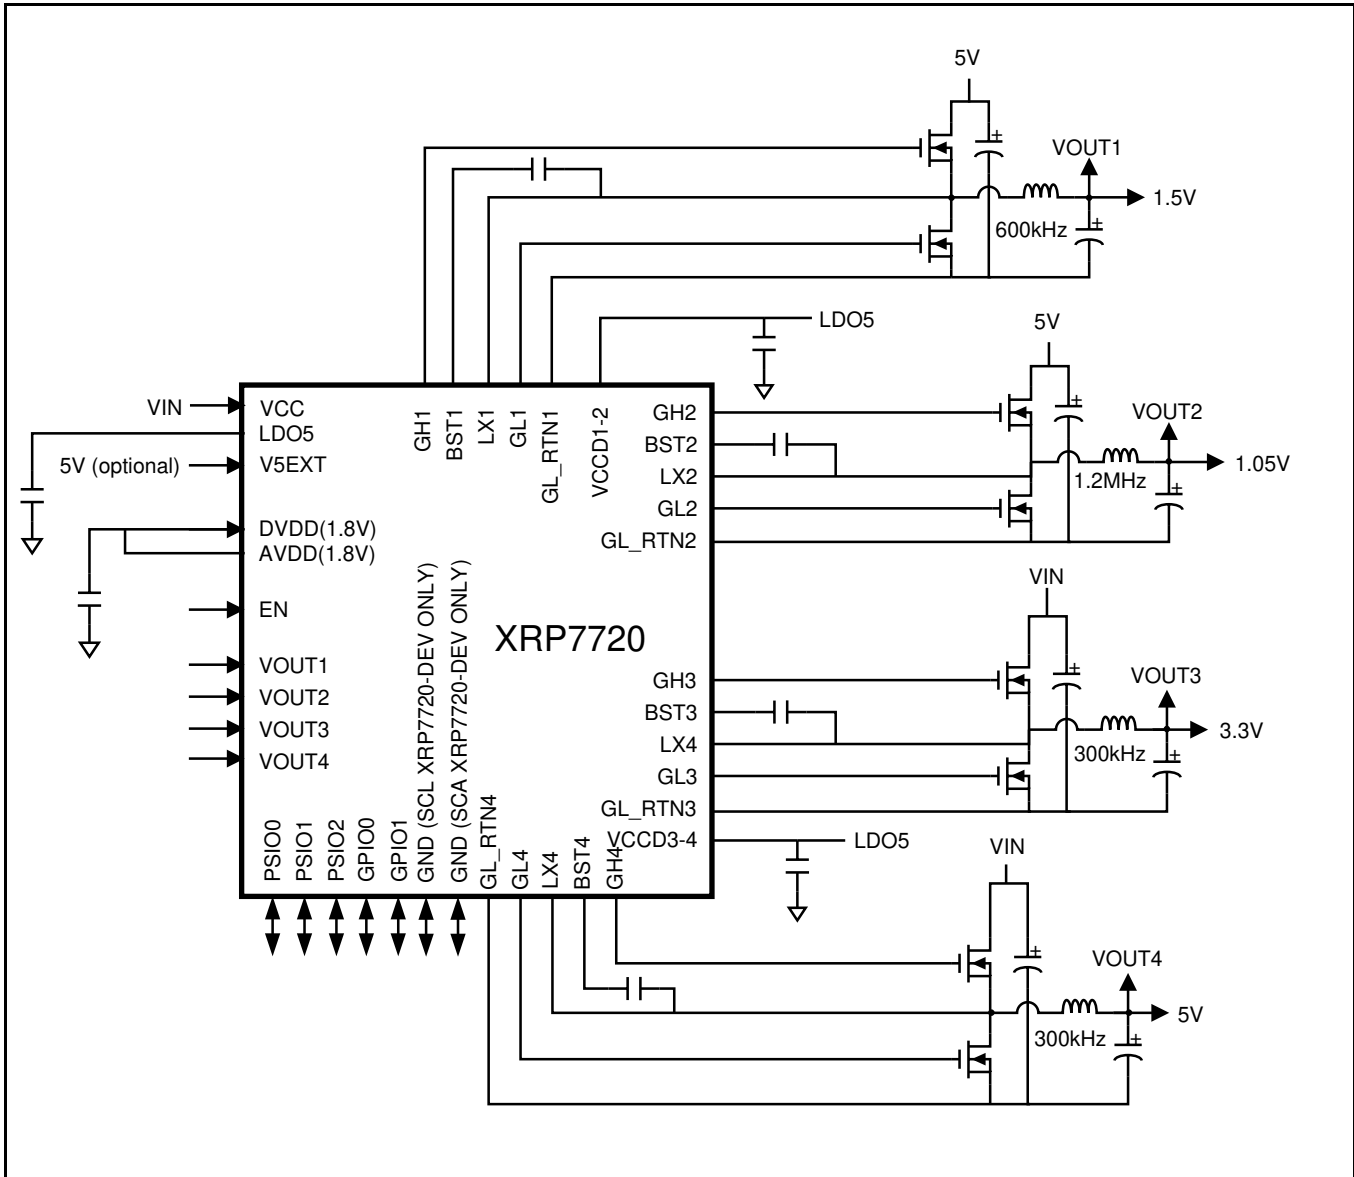 5V
VOUT1
1.5V
600kHz
LDO5
5V
VOUT2
1.05V
1.2MHz
VIN
VOUT3
3.3V
300kHz
LDO5
VIN
VOUT4
5V
300kHz
VIN
5V (optional)
VCC
LDO5
V5EXT
DVDD(1.8V)
AVDD(1.8V)
EN
VOUT1
VOUT2
VOUT3
VOUT4
GH1
BST1
LX1
GL1
GL_RTN1
VCCD1-2
GH2
BST2
LX2
GL2
GL_RTN2
XRP7720
GH3
BST3
LX4
GL3
GL_RTN3
VCCD3-4
PSIO0
PSIO1
PSIO2
GPIO0
GPIO1
GND (SCL XRP7720-DEV ONLY)
GND (SCA XRP7720-DEV ONLY)
GL_RTN4
GL4
LX4
BST4
GH4